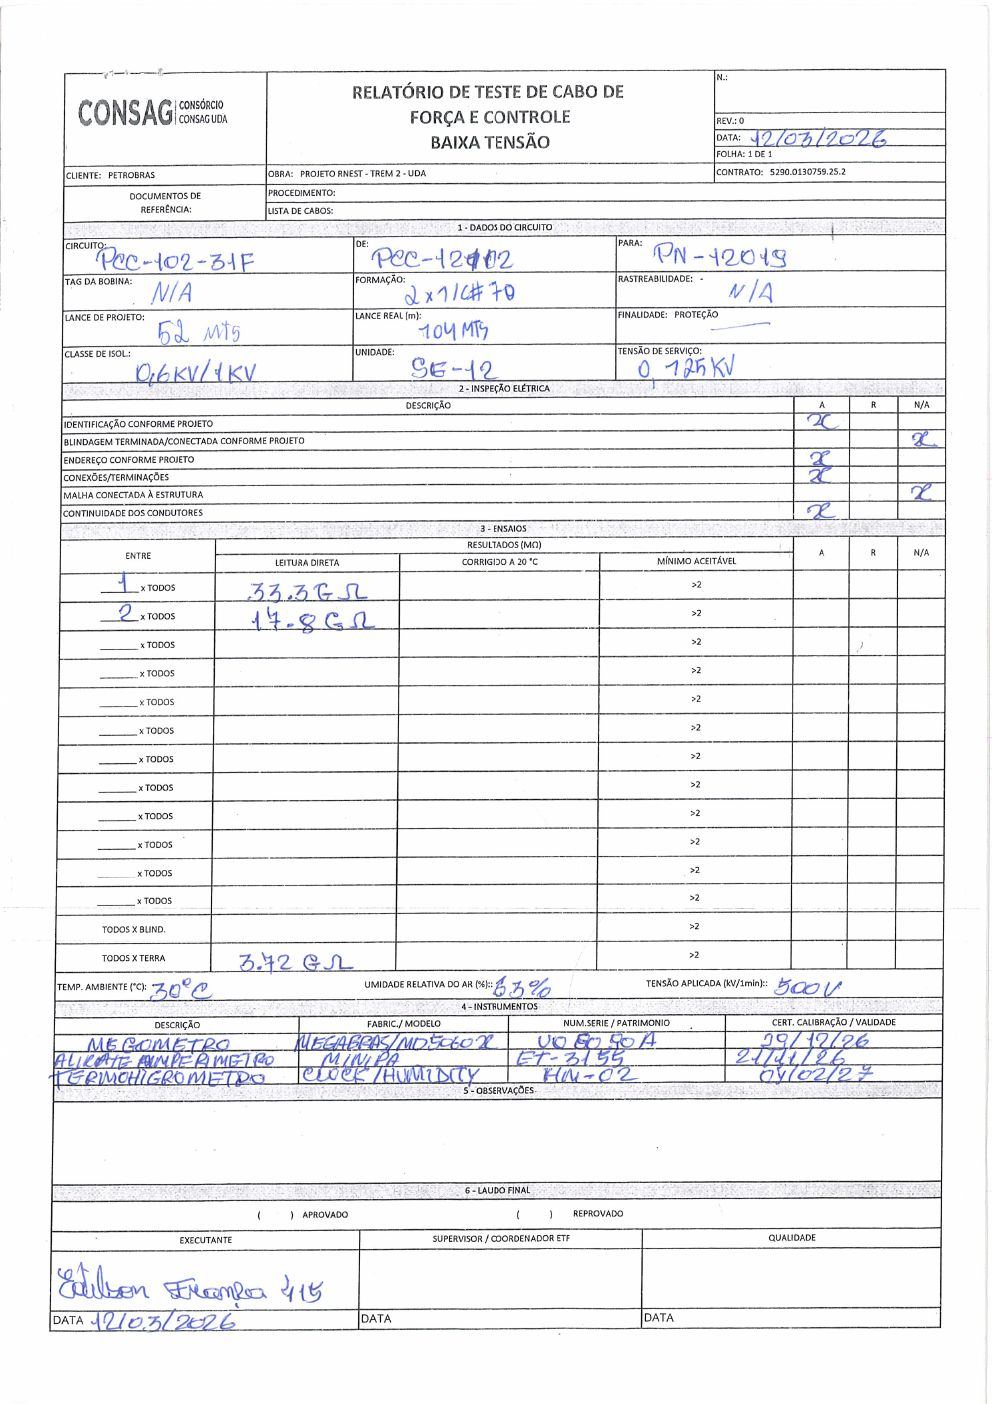 CONSAG CONSÓRCIO CONSAG UDA
RELATÓRIO DE TESTE DE CABO DE
FORÇA E CONTROLE
BAIXA TENSÃO
N.:
REV.: 0
DATA: 12/03/2026
FOLHA: 1 DE 1
CLIENTE: PETROBRAS
OBRA: PROJETO RNEST - TREM 2 - UDA
CONTRATO: 5290.0130759.25.2
DOCUMENTOS DE REFERÊNCIA:
PROCEDIMENTO:
LISTA DE CABOS:
1 - DADOS DO CIRCUITO
CIRCUITO: PCC-102-31F DE: PCC-12102 PARA: PN-12019
TAG DA BOBINA: N/A FORMAÇÃO: 2x1/C#70 RASTREABILIDADE: - N/A
LANCE DE PROJETO: 52 MTS LANCE REAL (m): 104 MTS FINALIDADE: PROTEÇÃO
CLASSE DE ISOL.: 0,6KV/1KV UNIDADE: SE-12 TENSÃO DE SERVIÇO: 0,125KV
2 - INSPEÇÃO ELÉTRICA
DESCRIÇÃO A R N/A
IDENTIFICAÇÃO CONFORME PROJETO X
BLINDAGEM TERMINADA/CONECTADA CONFORME PROJETO X
ENDEREÇO CONFORME PROJETO X
CONEXÕES/TERMINAÇÕES X
MALHA CONECTADA À ESTRUTURA X
CONTINUIDADE DOS CONDUTORES X
3 - ENSAIOS
ENTRE RESULTADOS (MΩ) A R N/A
LEITURA DIRETA CORRIGIDO A 20 °C MÍNIMO ACEITÁVEL
1 x TODOS 33.3GΩ >2
2 x TODOS 17.8GΩ >2
x TODOS >2
x TODOS >2
x TODOS >2
x TODOS >2
x TODOS >2
x TODOS >2
x TODOS >2
x TODOS >2
x TODOS >2
x TODOS >2
TODOS X BLIND. >2
TODOS X TERRA 3.72 GΩ >2
TEMP. AMBIENTE (°C): 30°C UMIDADE RELATIVA DO AR (%):: 63% TENSÃO APLICADA (kV/1min):: 500V
4 - INSTRUMENTOS
DESCRIÇÃO FABRIC./ MODELO NUM.SERIE / PATRIMONIO CERT. CALIBRAÇÃO / VALIDADE
MEGOMETRO MEGABRAS/MD5060X 29/12/26
ALICATE AMPERIMETRO MINIPA ET-3155 21/11/26
TERMOHIGROMETRO CLOCK/HUMIDITY HN-02 04/02/27
5 - OBSERVAÇÕES
6 - LAUDO FINAL
( ) APROVADO ( ) REPROVADO
EXECUTANTE SUPERVISOR / COORDENADOR ETF QUALIDADE
Edilson França 415
DATA 12/03/2026 DATA DATA